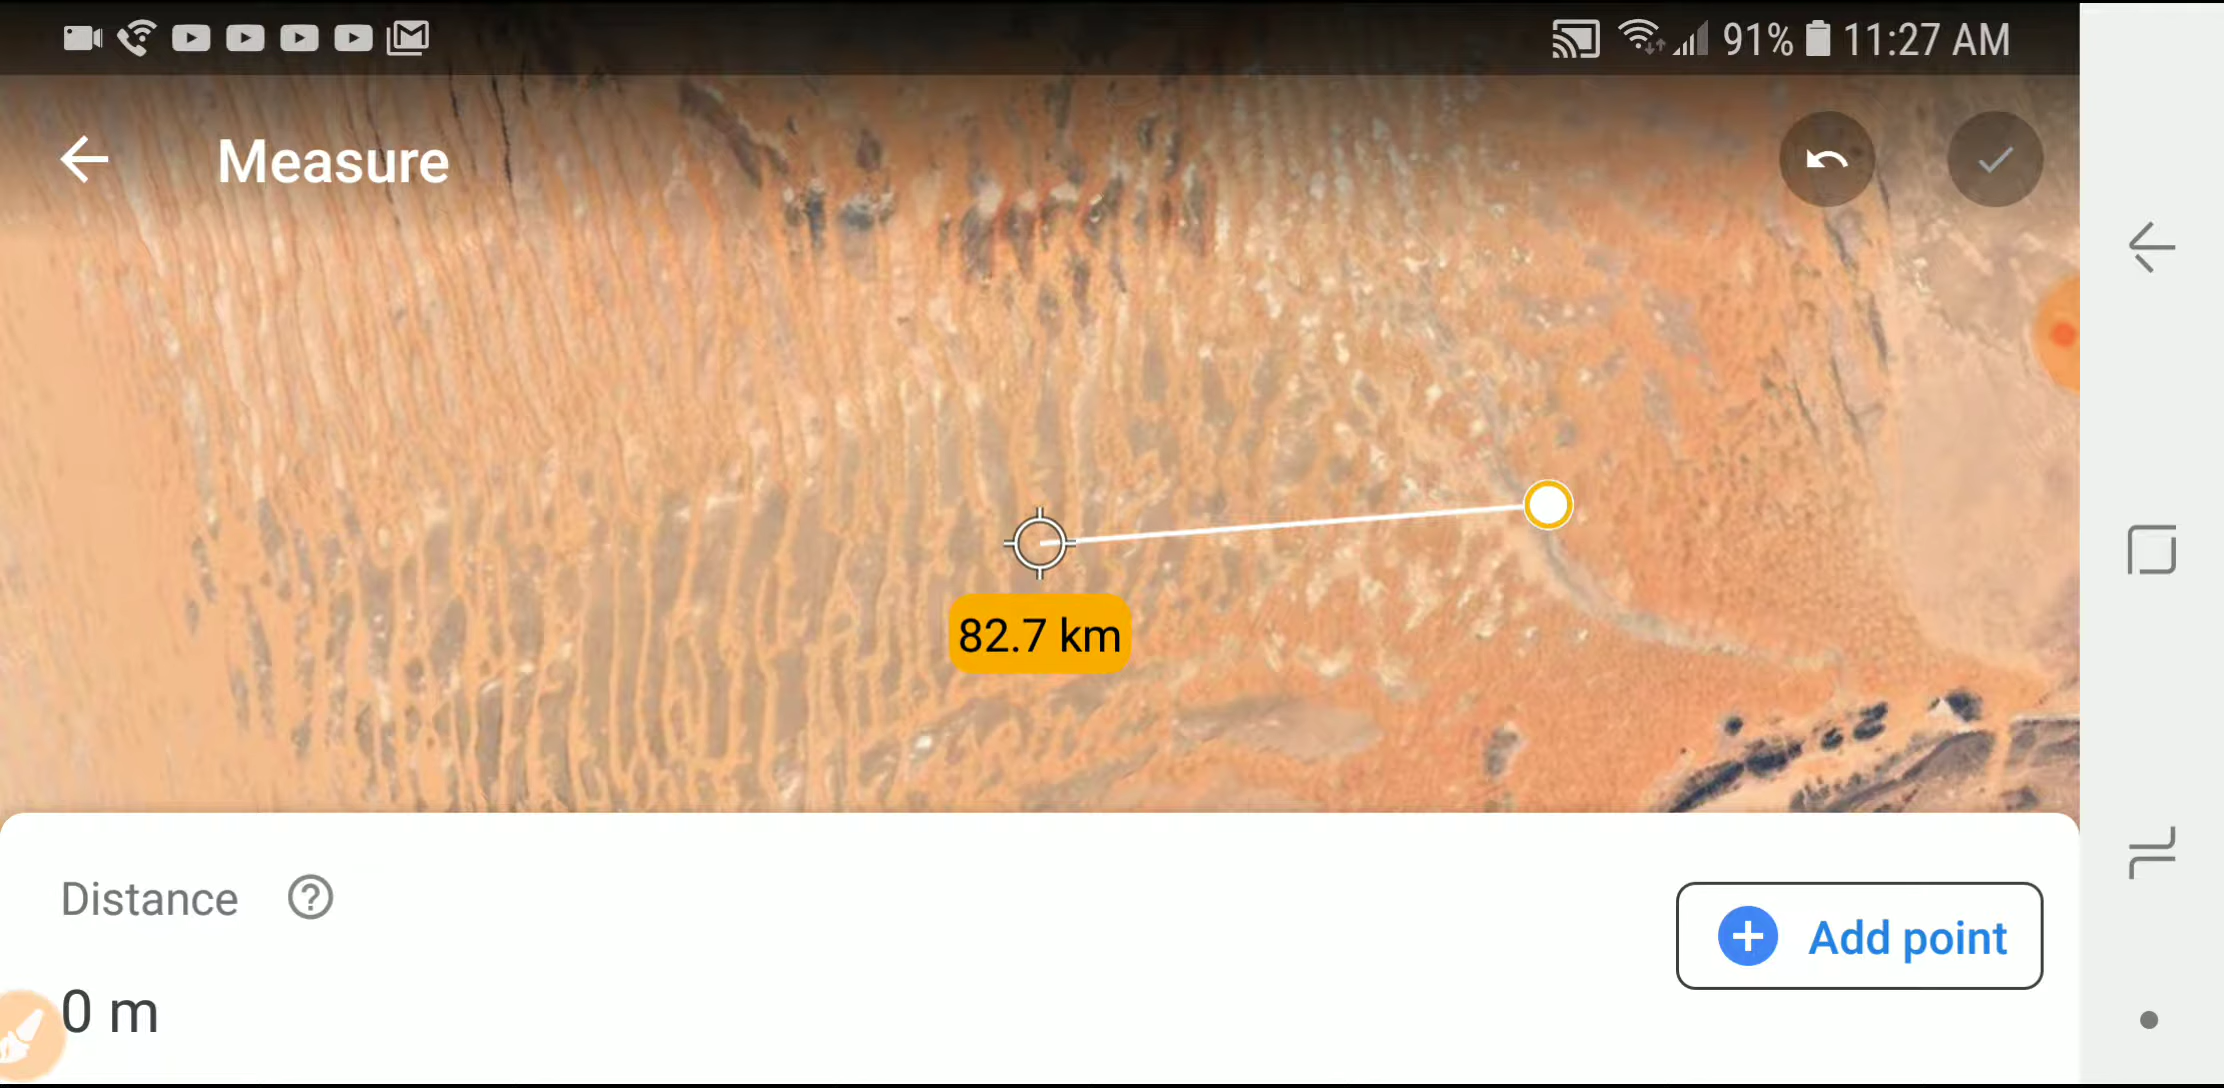 91% 11:27 AM
Measure
82.7 km
Distance
Add point
0 m